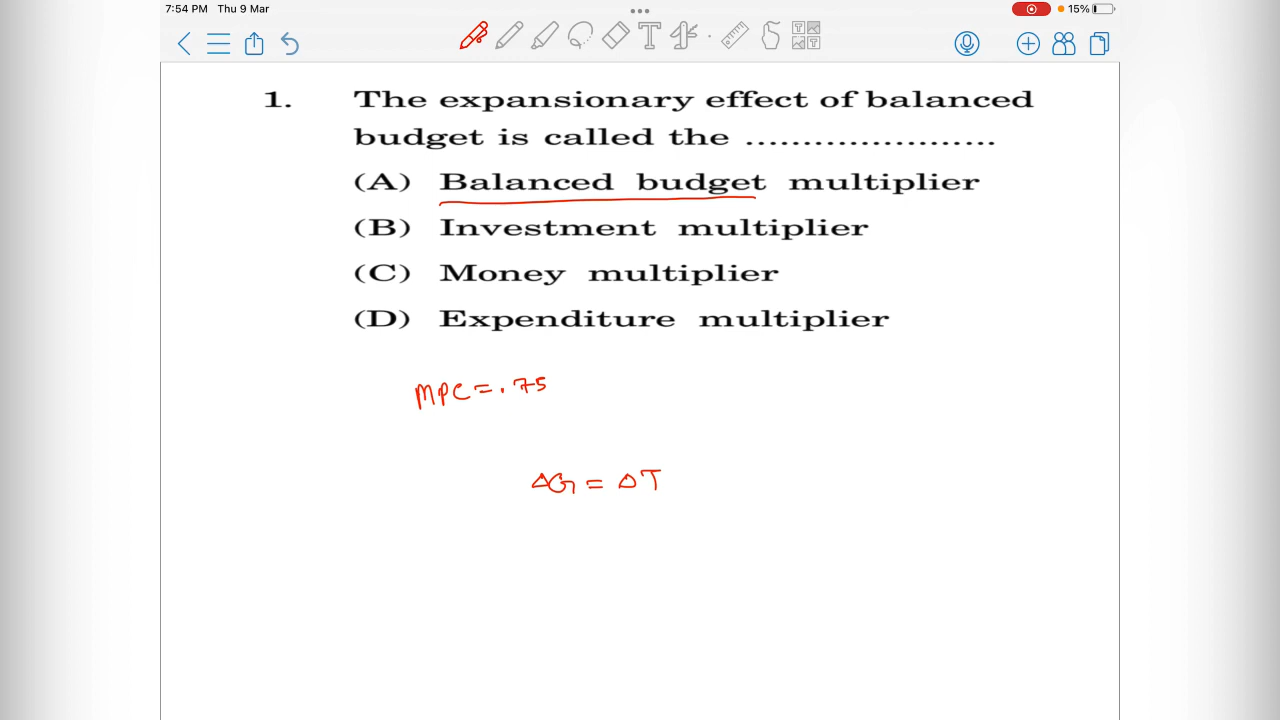 7:54 PM Thu 9 Mar
15%
1. The expansionary effect of balanced
budget is called the ......................
(A) Balanced budget multiplier
(B) Investment multiplier
(C) Money multiplier
(D) Expenditure multiplier
MPC = .75
ΔG = ΔT